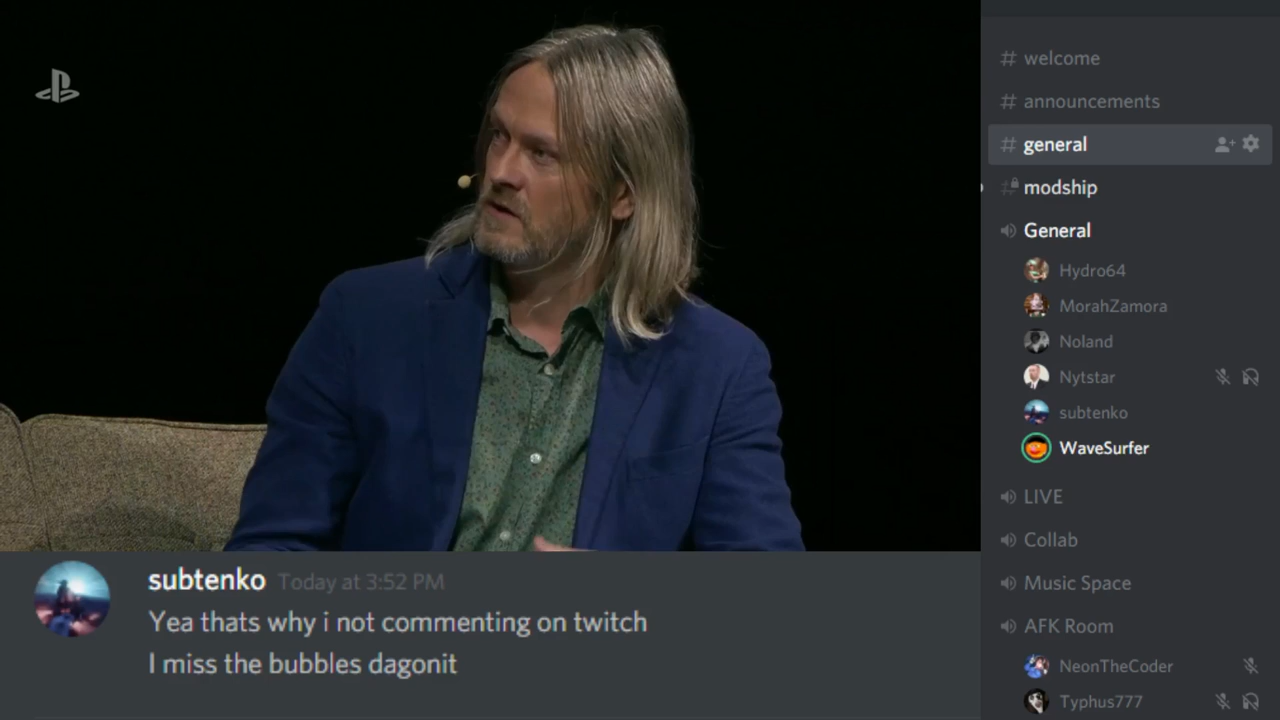 # welcome
# announcements
# general
# modship
General
Hydro64
MorahZamora
Noland
Nytstar
subtenko
WaveSurfer
LIVE
Collab
Music Space
AFK Room
NeonTheCoder
Typhus777
subtenko Today at 3:52 PM
Yea thats why i not commenting on twitch
I miss the bubbles dagonit